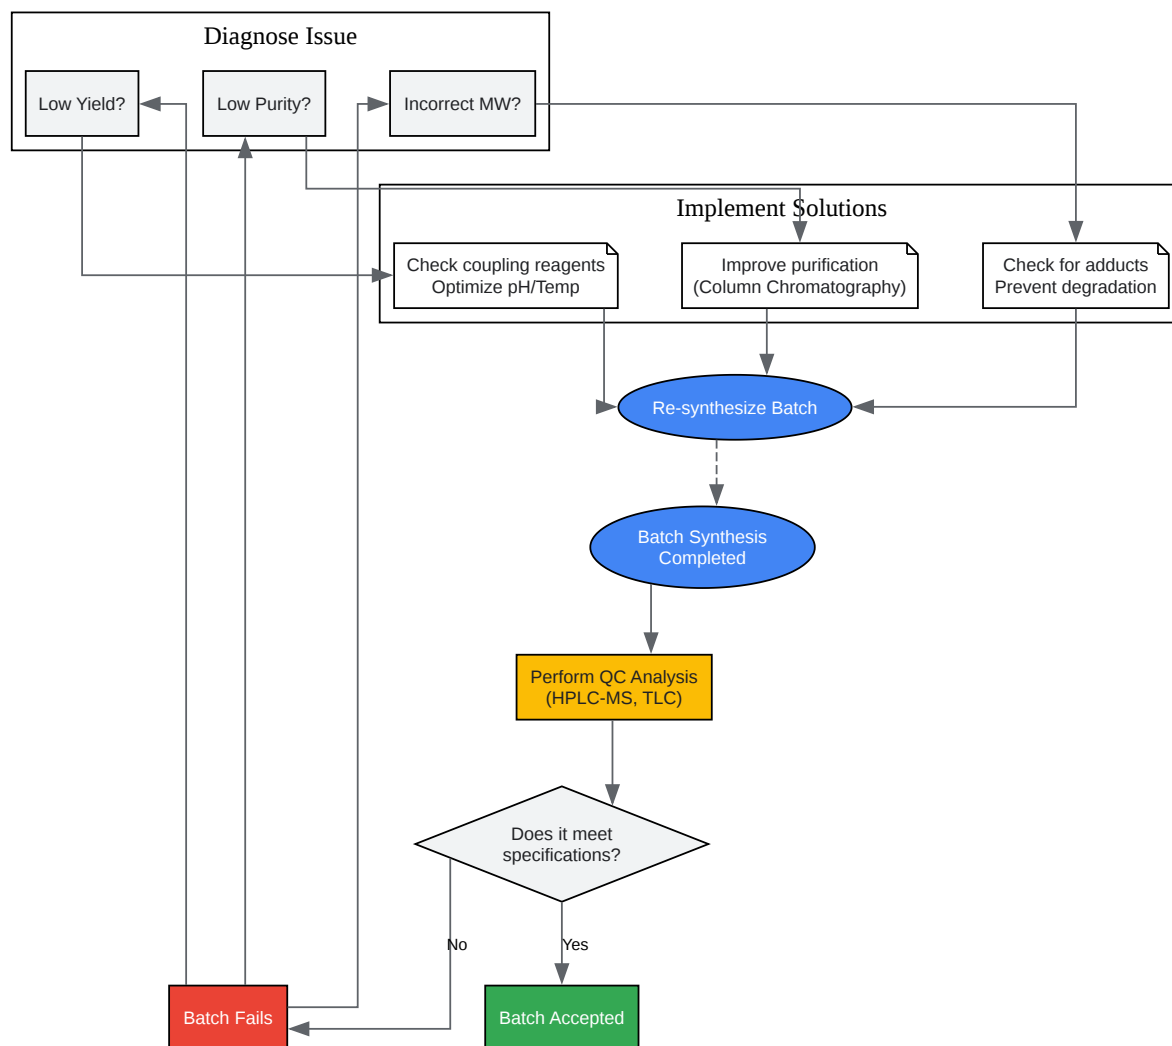 Diagnose Issue
Low Yield?
Low Purity?
Incorrect MW?
Implement Solutions
Check coupling reagents
Optimize pH/Temp
Improve purification
(Column Chromatography)
Check for adducts
Prevent degradation
Re-synthesize Batch
Batch Synthesis
Completed
Perform QC Analysis
(HPLC-MS, TLC)
Does it meet
specifications?
No
Yes
Batch Fails
Batch Accepted